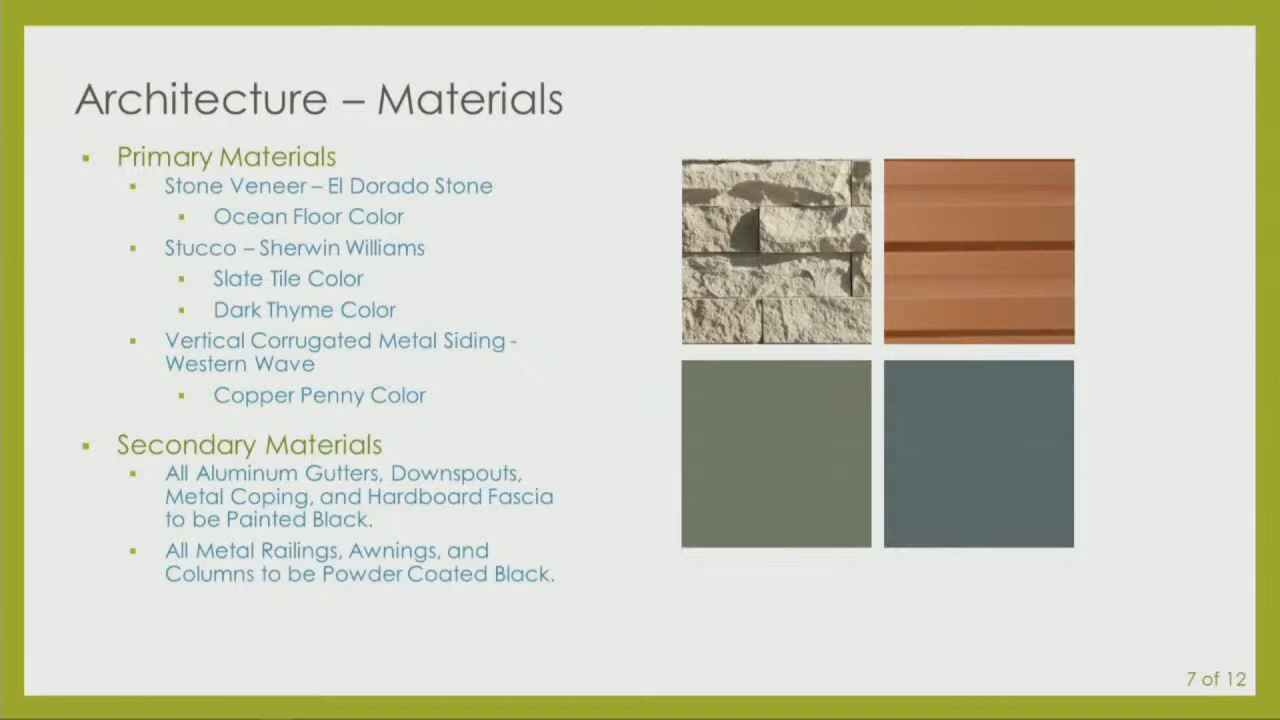 Architecture – Materials
▪ Primary Materials
▪ Stone Veneer – El Dorado Stone
▪ Ocean Floor Color
▪ Stucco – Sherwin Williams
▪ Slate Tile Color
▪ Dark Thyme Color
▪ Vertical Corrugated Metal Siding -
Western Wave
▪ Copper Penny Color
▪ Secondary Materials
▪ All Aluminum Gutters, Downspouts,
Metal Coping, and Hardboard Fascia
to be Painted Black.
▪ All Metal Railings, Awnings, and
Columns to be Powder Coated Black.
7 of 12